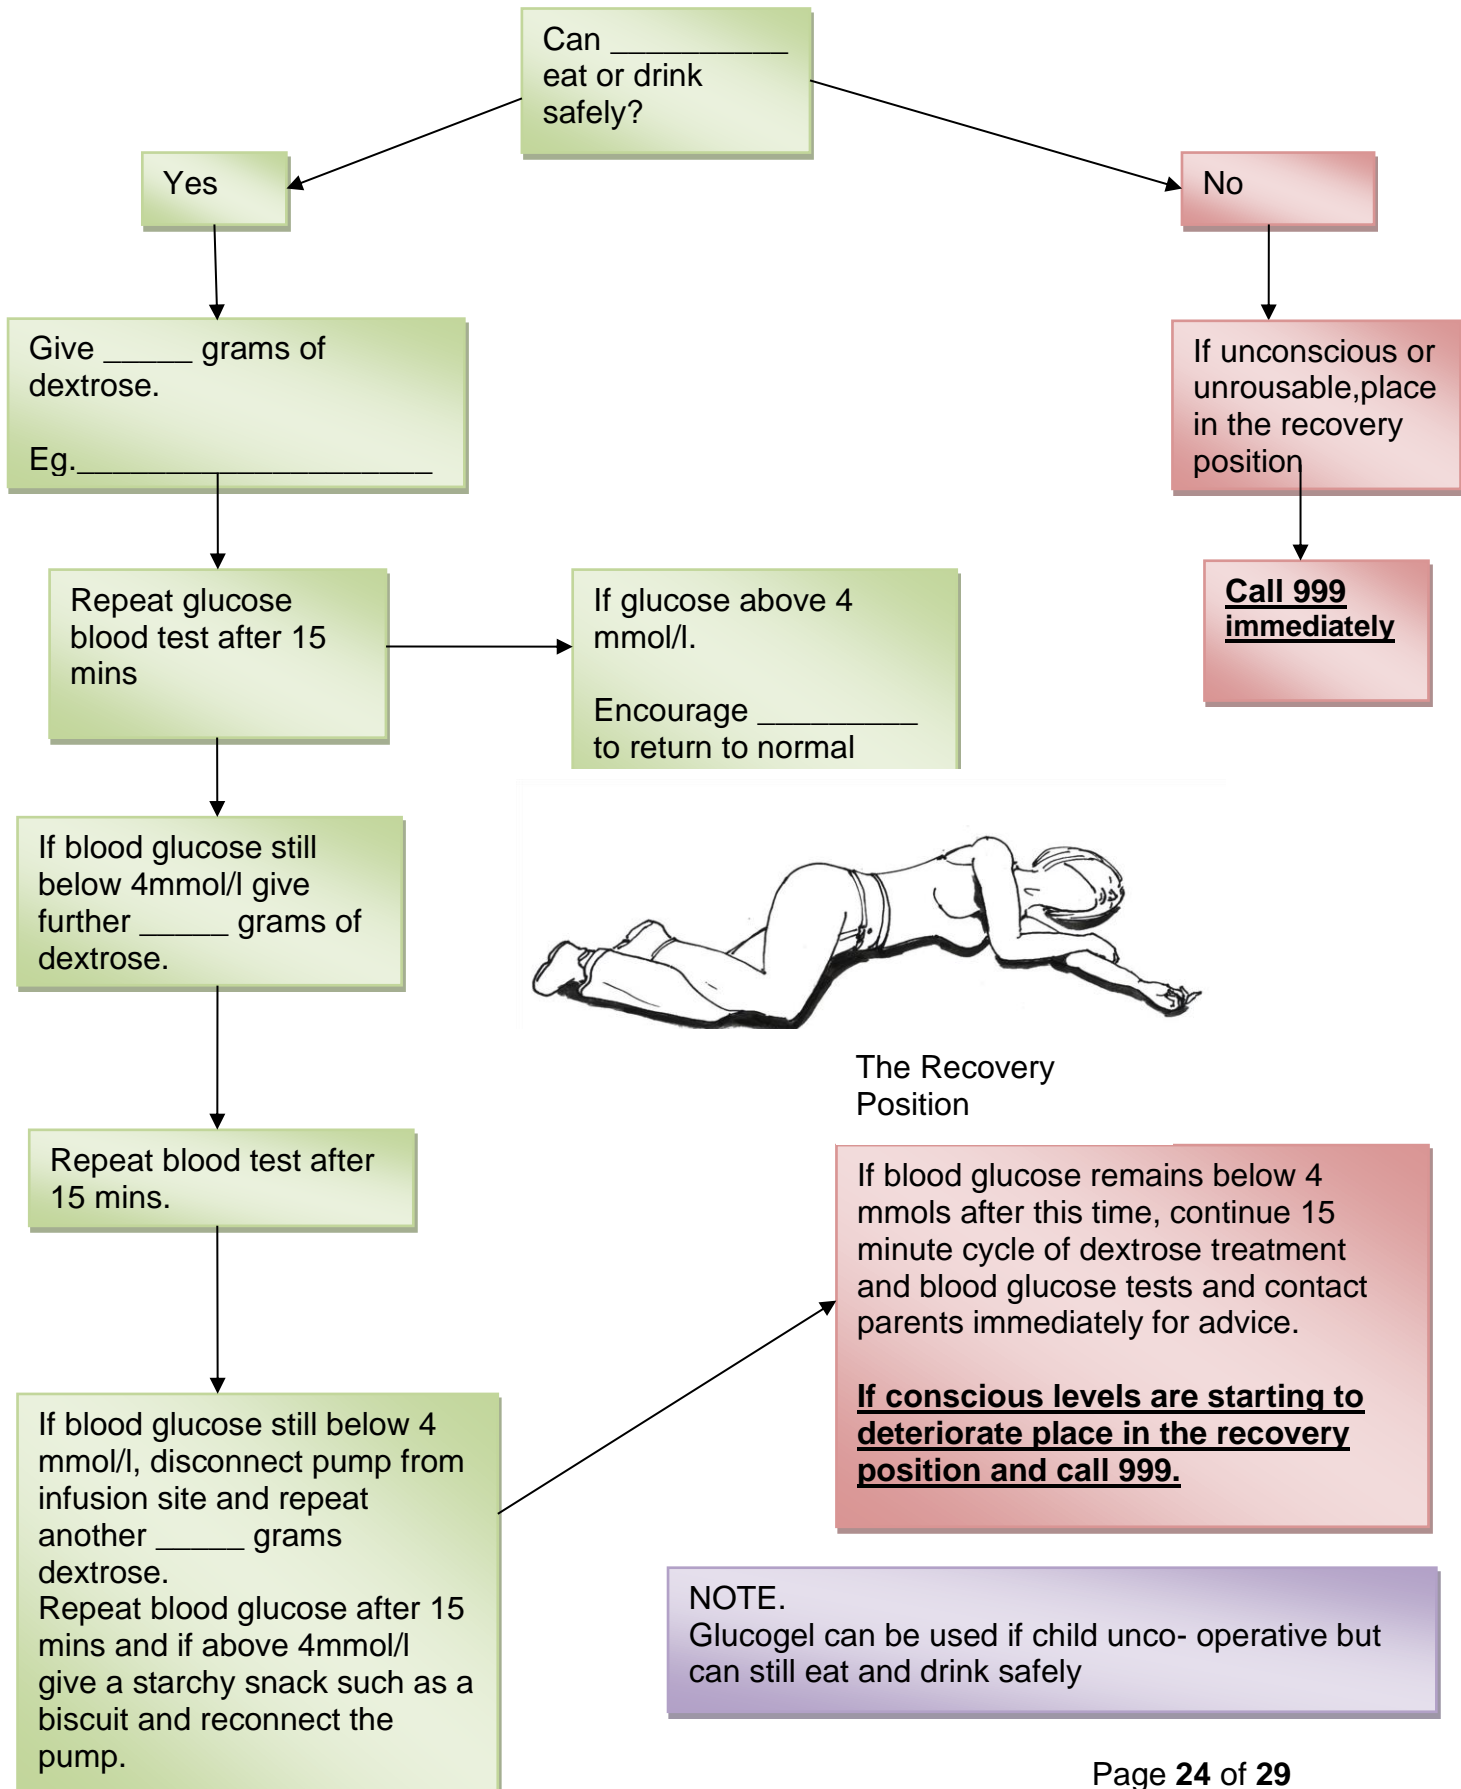 Can __________
eat or drink
safely?
Yes
No
Give _____ grams of
dextrose.
Eg.____________________
If unconscious or
unrousable,place
in the recovery
position
Repeat glucose
blood test after 15
mins
If glucose above 4
mmol/l.
Encourage _________
to return to normal
Call 999
immediately
If blood glucose still
below 4mmol/l give
further _____ grams of
dextrose.
The Recovery
Position
Repeat blood test after
15 mins.
If blood glucose remains below 4
mmols after this time, continue 15
minute cycle of dextrose treatment
and blood glucose tests and contact
parents immediately for advice.
If conscious levels are starting to
deteriorate place in the recovery
position and call 999.
If blood glucose still below 4
mmol/l, disconnect pump from
infusion site and repeat
another _____ grams
dextrose.
Repeat blood glucose after 15
mins and if above 4mmol/l
give a starchy snack such as a
biscuit and reconnect the
pump.
NOTE.
Glucogel can be used if child unco- operative but
can still eat and drink safely
Page 24 of 29